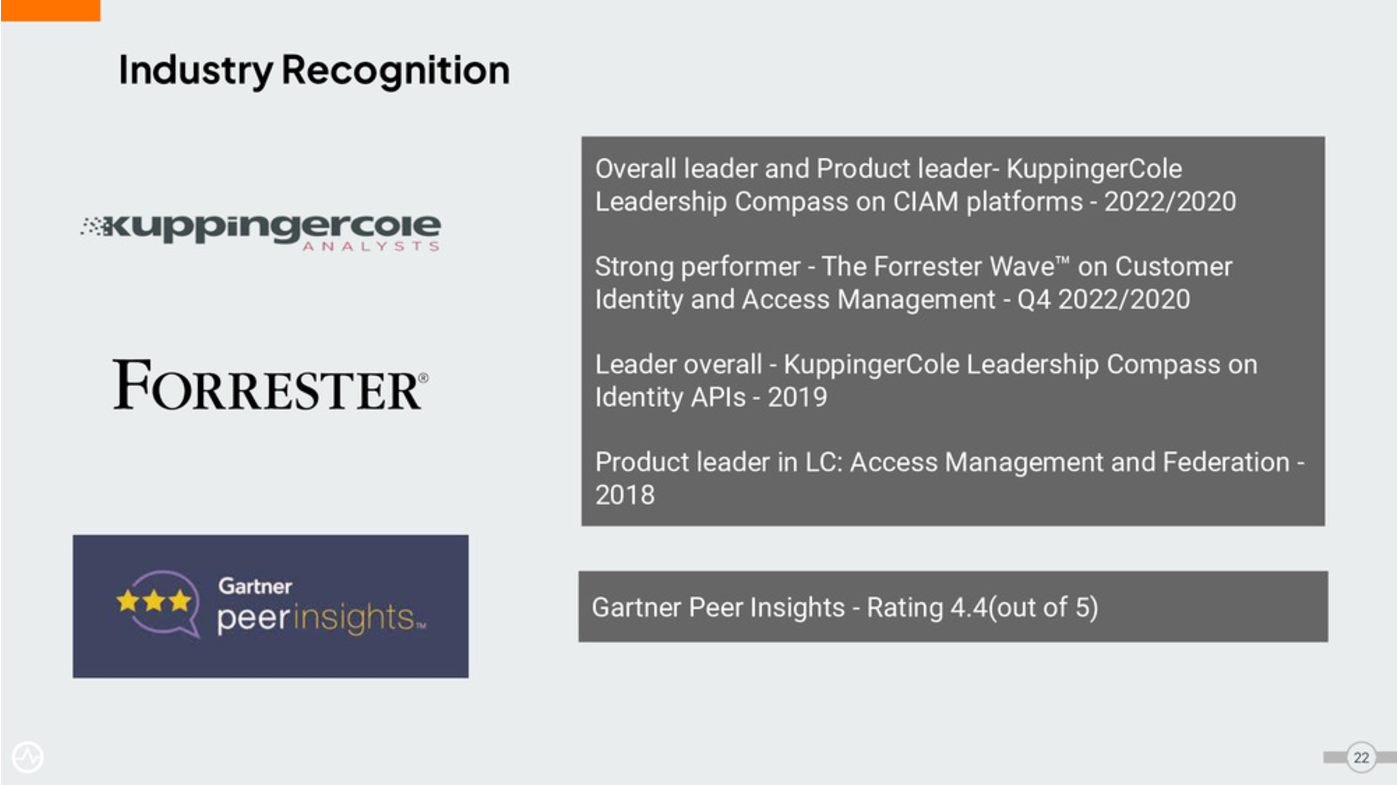 Industry Recognition
kuppingercole
ANALYSTS
FORRESTER®
Gartner
peerinsights™
Overall leader and Product leader- KuppingerCole
Leadership Compass on CIAM platforms - 2022/2020
Strong performer - The Forrester Wave™ on Customer
Identity and Access Management - Q4 2022/2020
Leader overall - KuppingerCole Leadership Compass on
Identity APIs - 2019
Product leader in LC: Access Management and Federation -
2018
Gartner Peer Insights - Rating 4.4(out of 5)
22